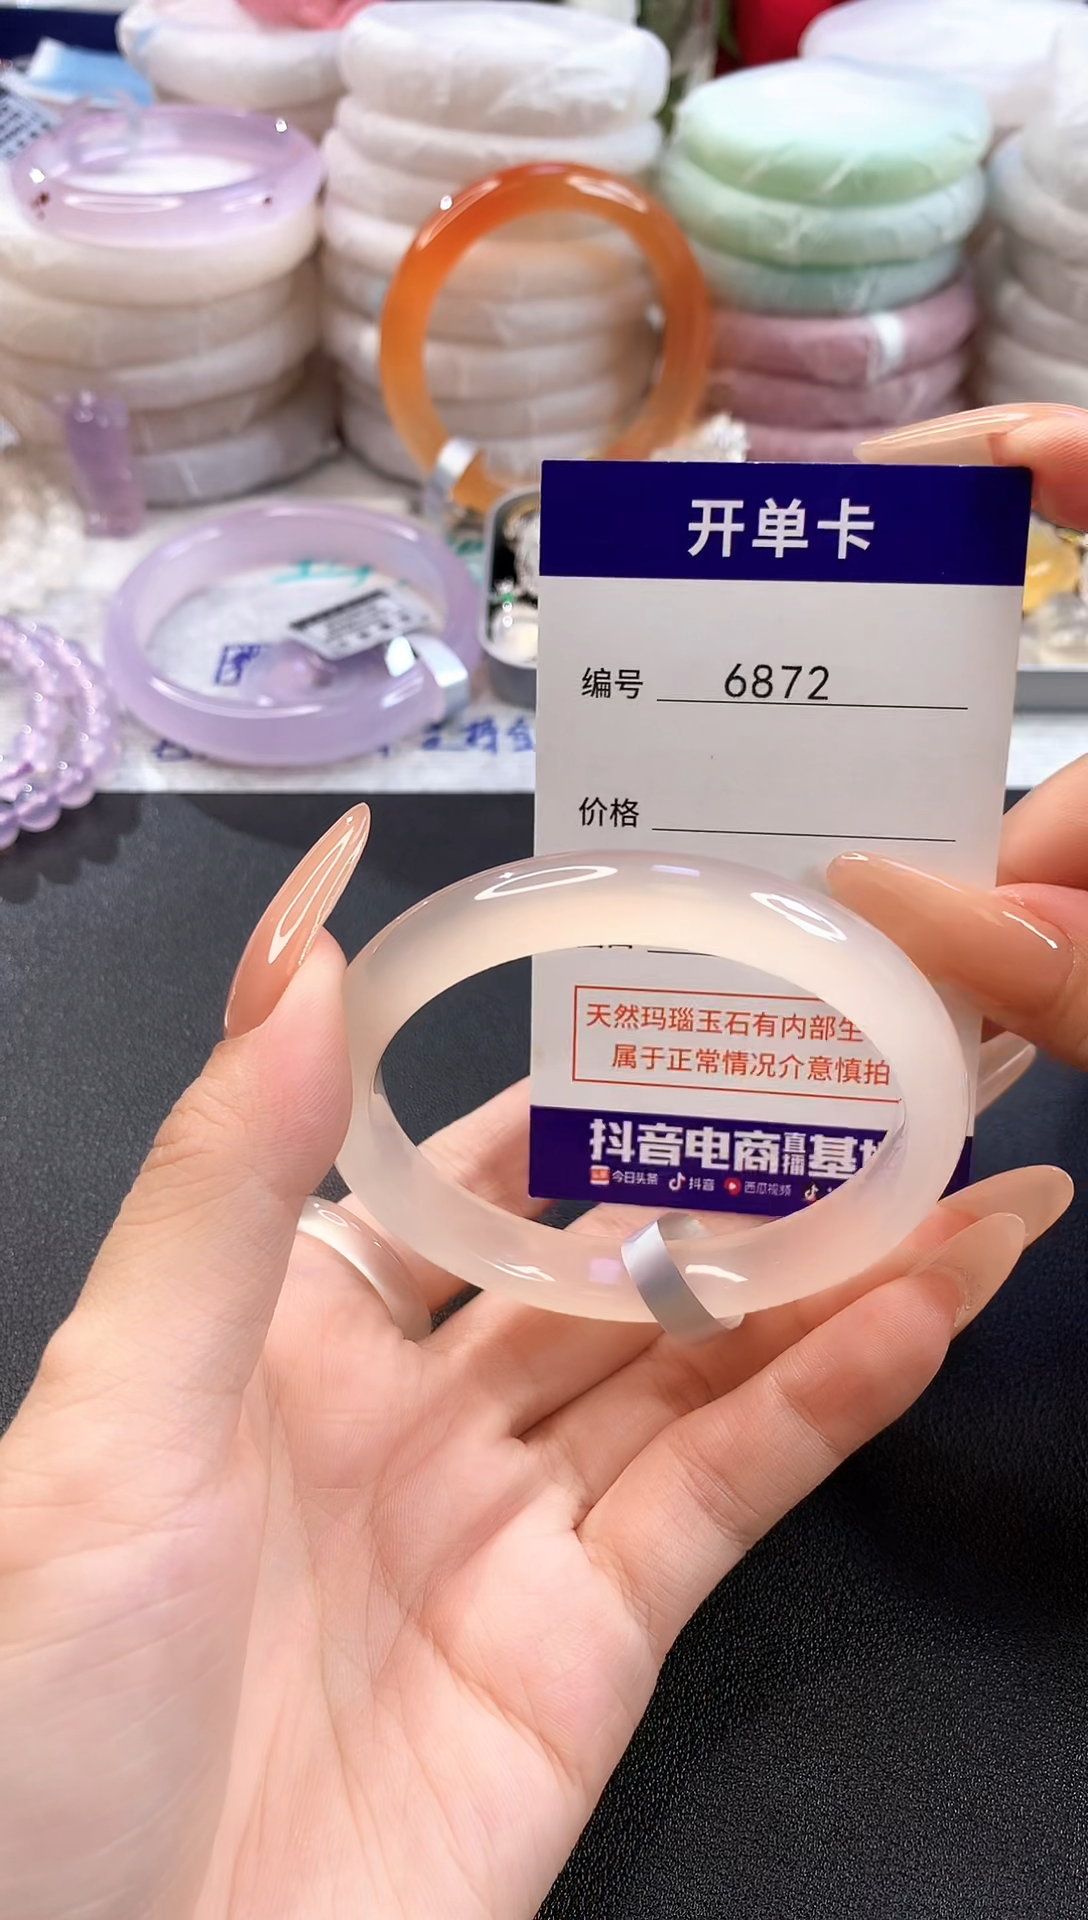 开单卡
编号 6872
价格
天然玛瑙玉石有内部生
属于正常情况介意慎拍
抖音电商直播基
今日头条 抖音 西瓜视频